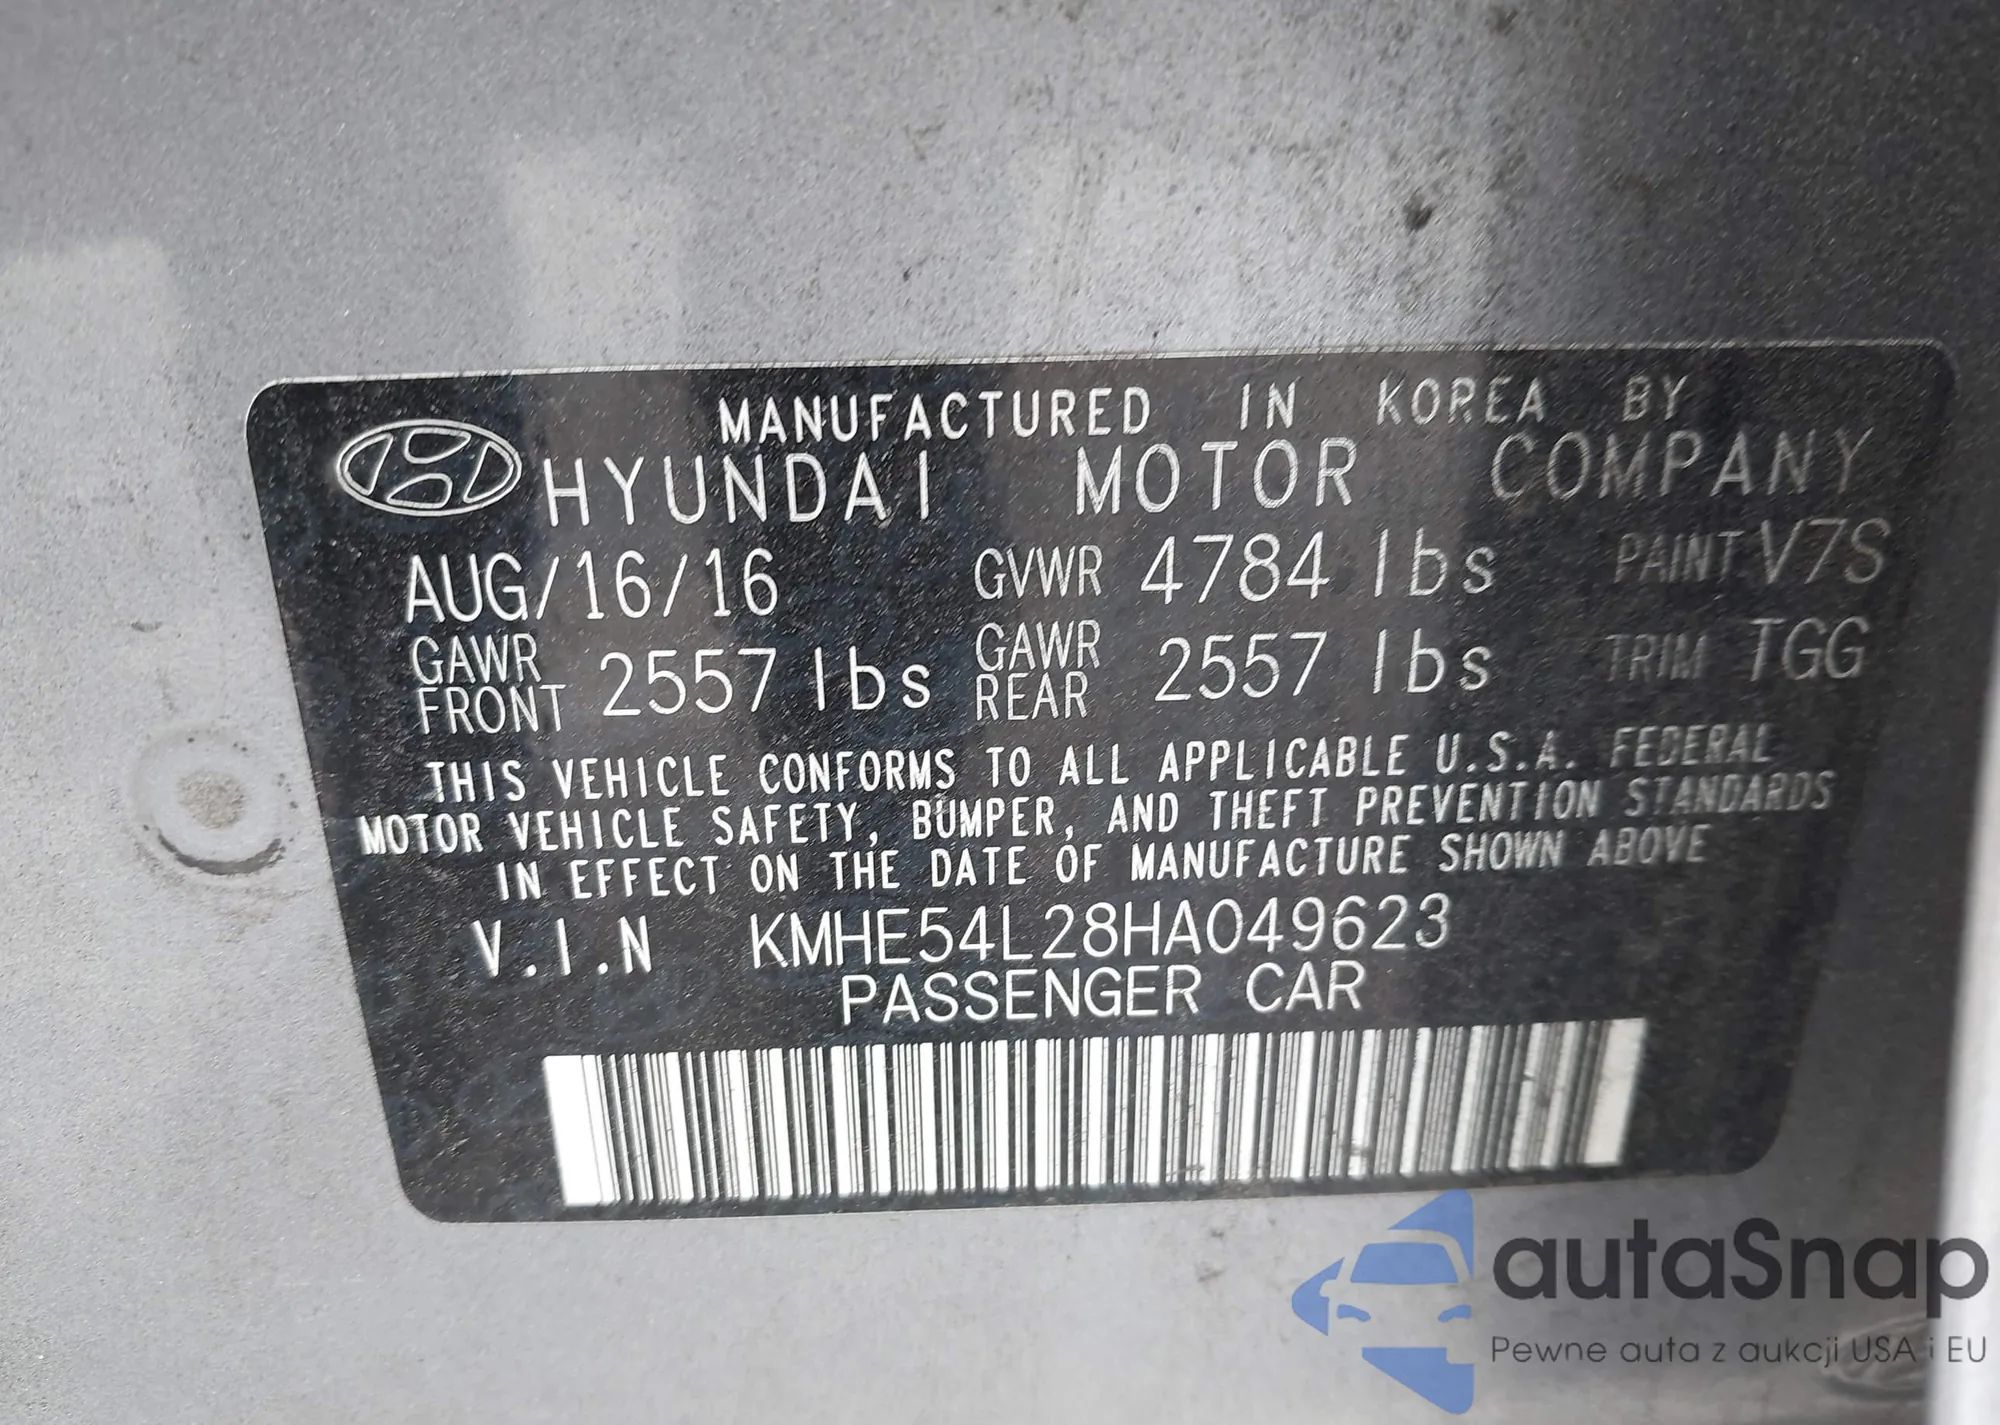 MANUFACTURED IN KOREA BY
HYUNDAI MOTOR COMPANY
AUG/16/16 GVWR 4784 lbs PAINT V7S
GAWR FRONT 2557 lbs GAWR REAR 2557 lbs TRIM TGG
THIS VEHICLE CONFORMS TO ALL APPLICABLE U.S.A. FEDERAL
MOTOR VEHICLE SAFETY, BUMPER, AND THEFT PREVENTION STANDARDS
IN EFFECT ON THE DATE OF MANUFACTURE SHOWN ABOVE
V.I.N KMHE54L28HA049623
PASSENGER CAR
autaSnap
Pewne auta z aukcji USA i EU